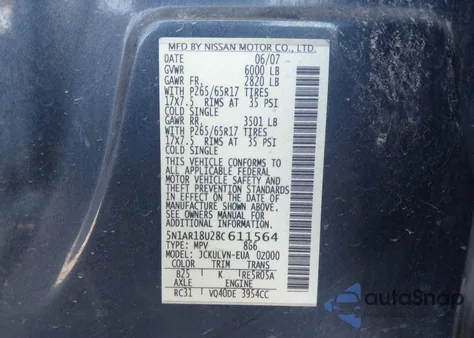 MFD BY NISSAN MOTOR CO., LTD.
DATE 06/07
GVWR 6000 LB
GAWR FR. 2820 LB
WITH P265/65R17 TIRES
17X7.5 RIMS AT 35 PSI
COLD SINGLE
GAWR RR. 3501 LB
WITH P265/65R17 TIRES
17X7.5 RIMS AT 35 PSI
COLD SINGLE
THIS VEHICLE CONFORMS TO
ALL APPLICABLE FEDERAL
MOTOR VEHICLE SAFETY AND
THEFT PREVENTION STANDARDS
IN EFFECT ON THE DATE OF
MANUFACTURE SHOWN ABOVE.
SEE OWNERS MANUAL FOR
ADDITIONAL INFORMATION.
5N1AR18U28C611564
TYPE: MPV 866
MODEL: JCKULVN-EUA 0Z000
COLOR TRIM TRANS
B25 K RE5R05A
AXLE ENGINE
RC31 VQ40DE 3954CC
autoSnap